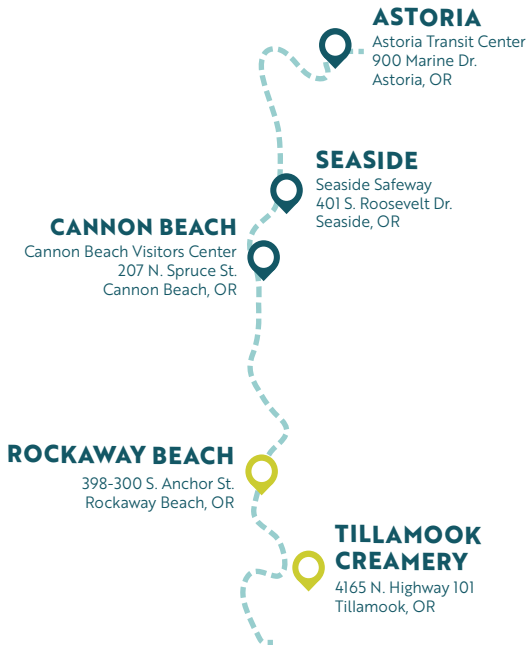 ASTORIA
Astoria Transit Center
900 Marine Dr.
Astoria, OR
SEASIDE
Seaside Safeway
401 S. Roosevelt Dr.
Seaside, OR
CANNON BEACH
Cannon Beach Visitors Center
207 N. Spruce St.
Cannon Beach, OR
ROCKAWAY BEACH
398-300 S. Anchor St.
Rockaway Beach, OR
TILLAMOOK
CREAMERY
4165 N. Highway 101
Tillamook, OR